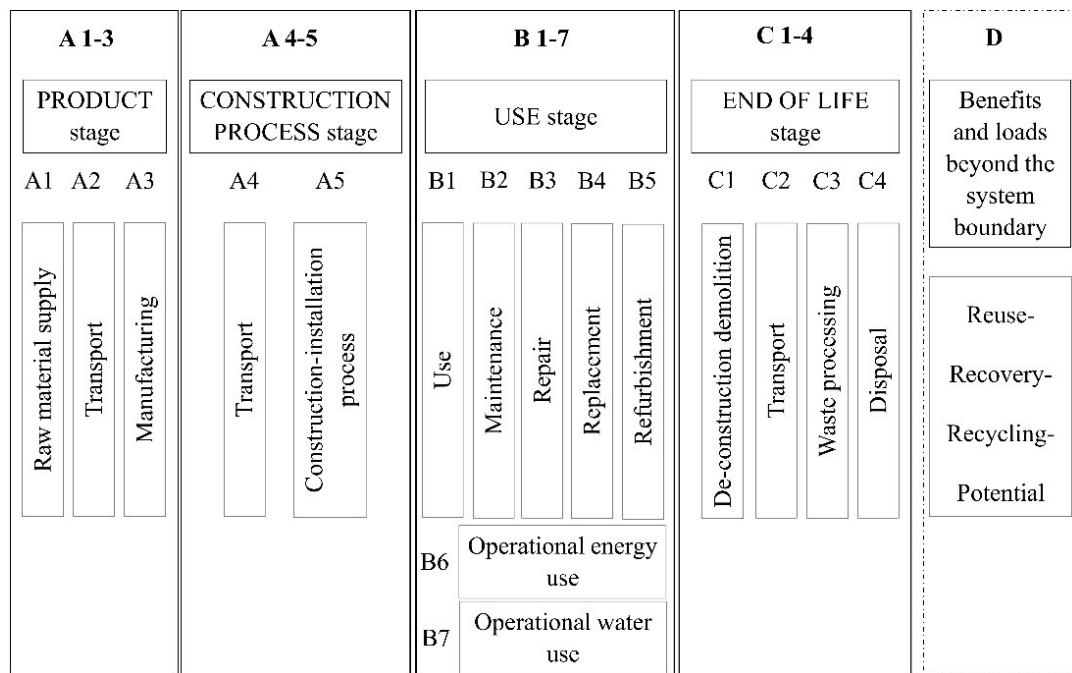 A 1-3
A 4-5
B 1-7
C 1-4
D
PRODUCT
stage
CONSTRUCTION
PROCESS stage
USE stage
END OF LIFE
stage
Benefits
and loads
beyond the
system
boundary
A1 A2 A3
A4 A5
B1 B2 B3 B4 B5
C1 C2 C3 C4
Raw material supply
Transport
Manufacturing
Transport
Construction-installation
process
Use
Maintenance
Repair
Replacement
Refurbishment
De-construction demolition
Transport
Waste processing
Disposal
Reuse-
Recovery-
Recycling-
Potential
B6
Operational energy
use
B7
Operational water
use